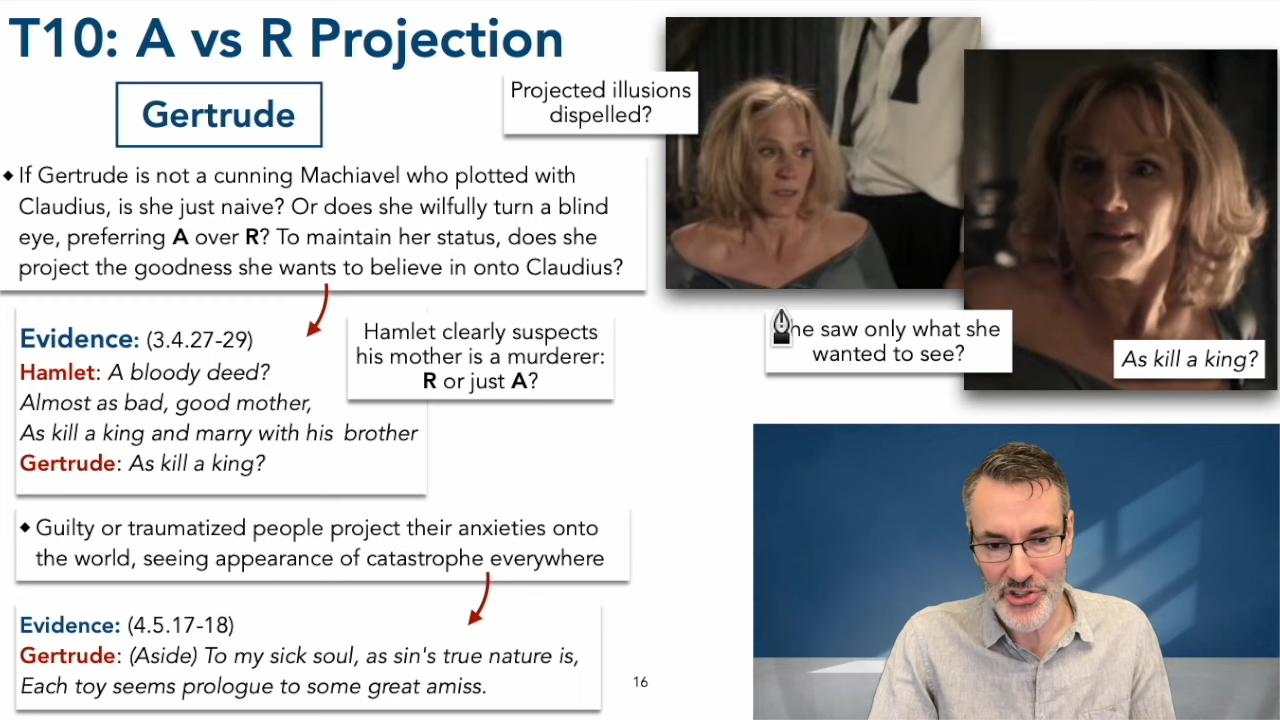 T10: A vs R Projection
Gertrude
Projected illusions
dispelled?
◆ If Gertrude is not a cunning Machiavel who plotted with
Claudius, is she just naive? Or does she wilfully turn a blind
eye, preferring A over R? To maintain her status, does she
project the goodness she wants to believe in onto Claudius?
Evidence: (3.4.27-29)
Hamlet: A bloody deed?
Almost as bad, good mother,
As kill a king and marry with his brother
Gertrude: As kill a king?
Hamlet clearly suspects
his mother is a murderer:
R or just A?
he saw only what she
wanted to see?
As kill a king?
◆ Guilty or traumatized people project their anxieties onto
the world, seeing appearance of catastrophe everywhere
Evidence: (4.5.17-18)
Gertrude: (Aside) To my sick soul, as sin's true nature is,
Each toy seems prologue to some great amiss.
16